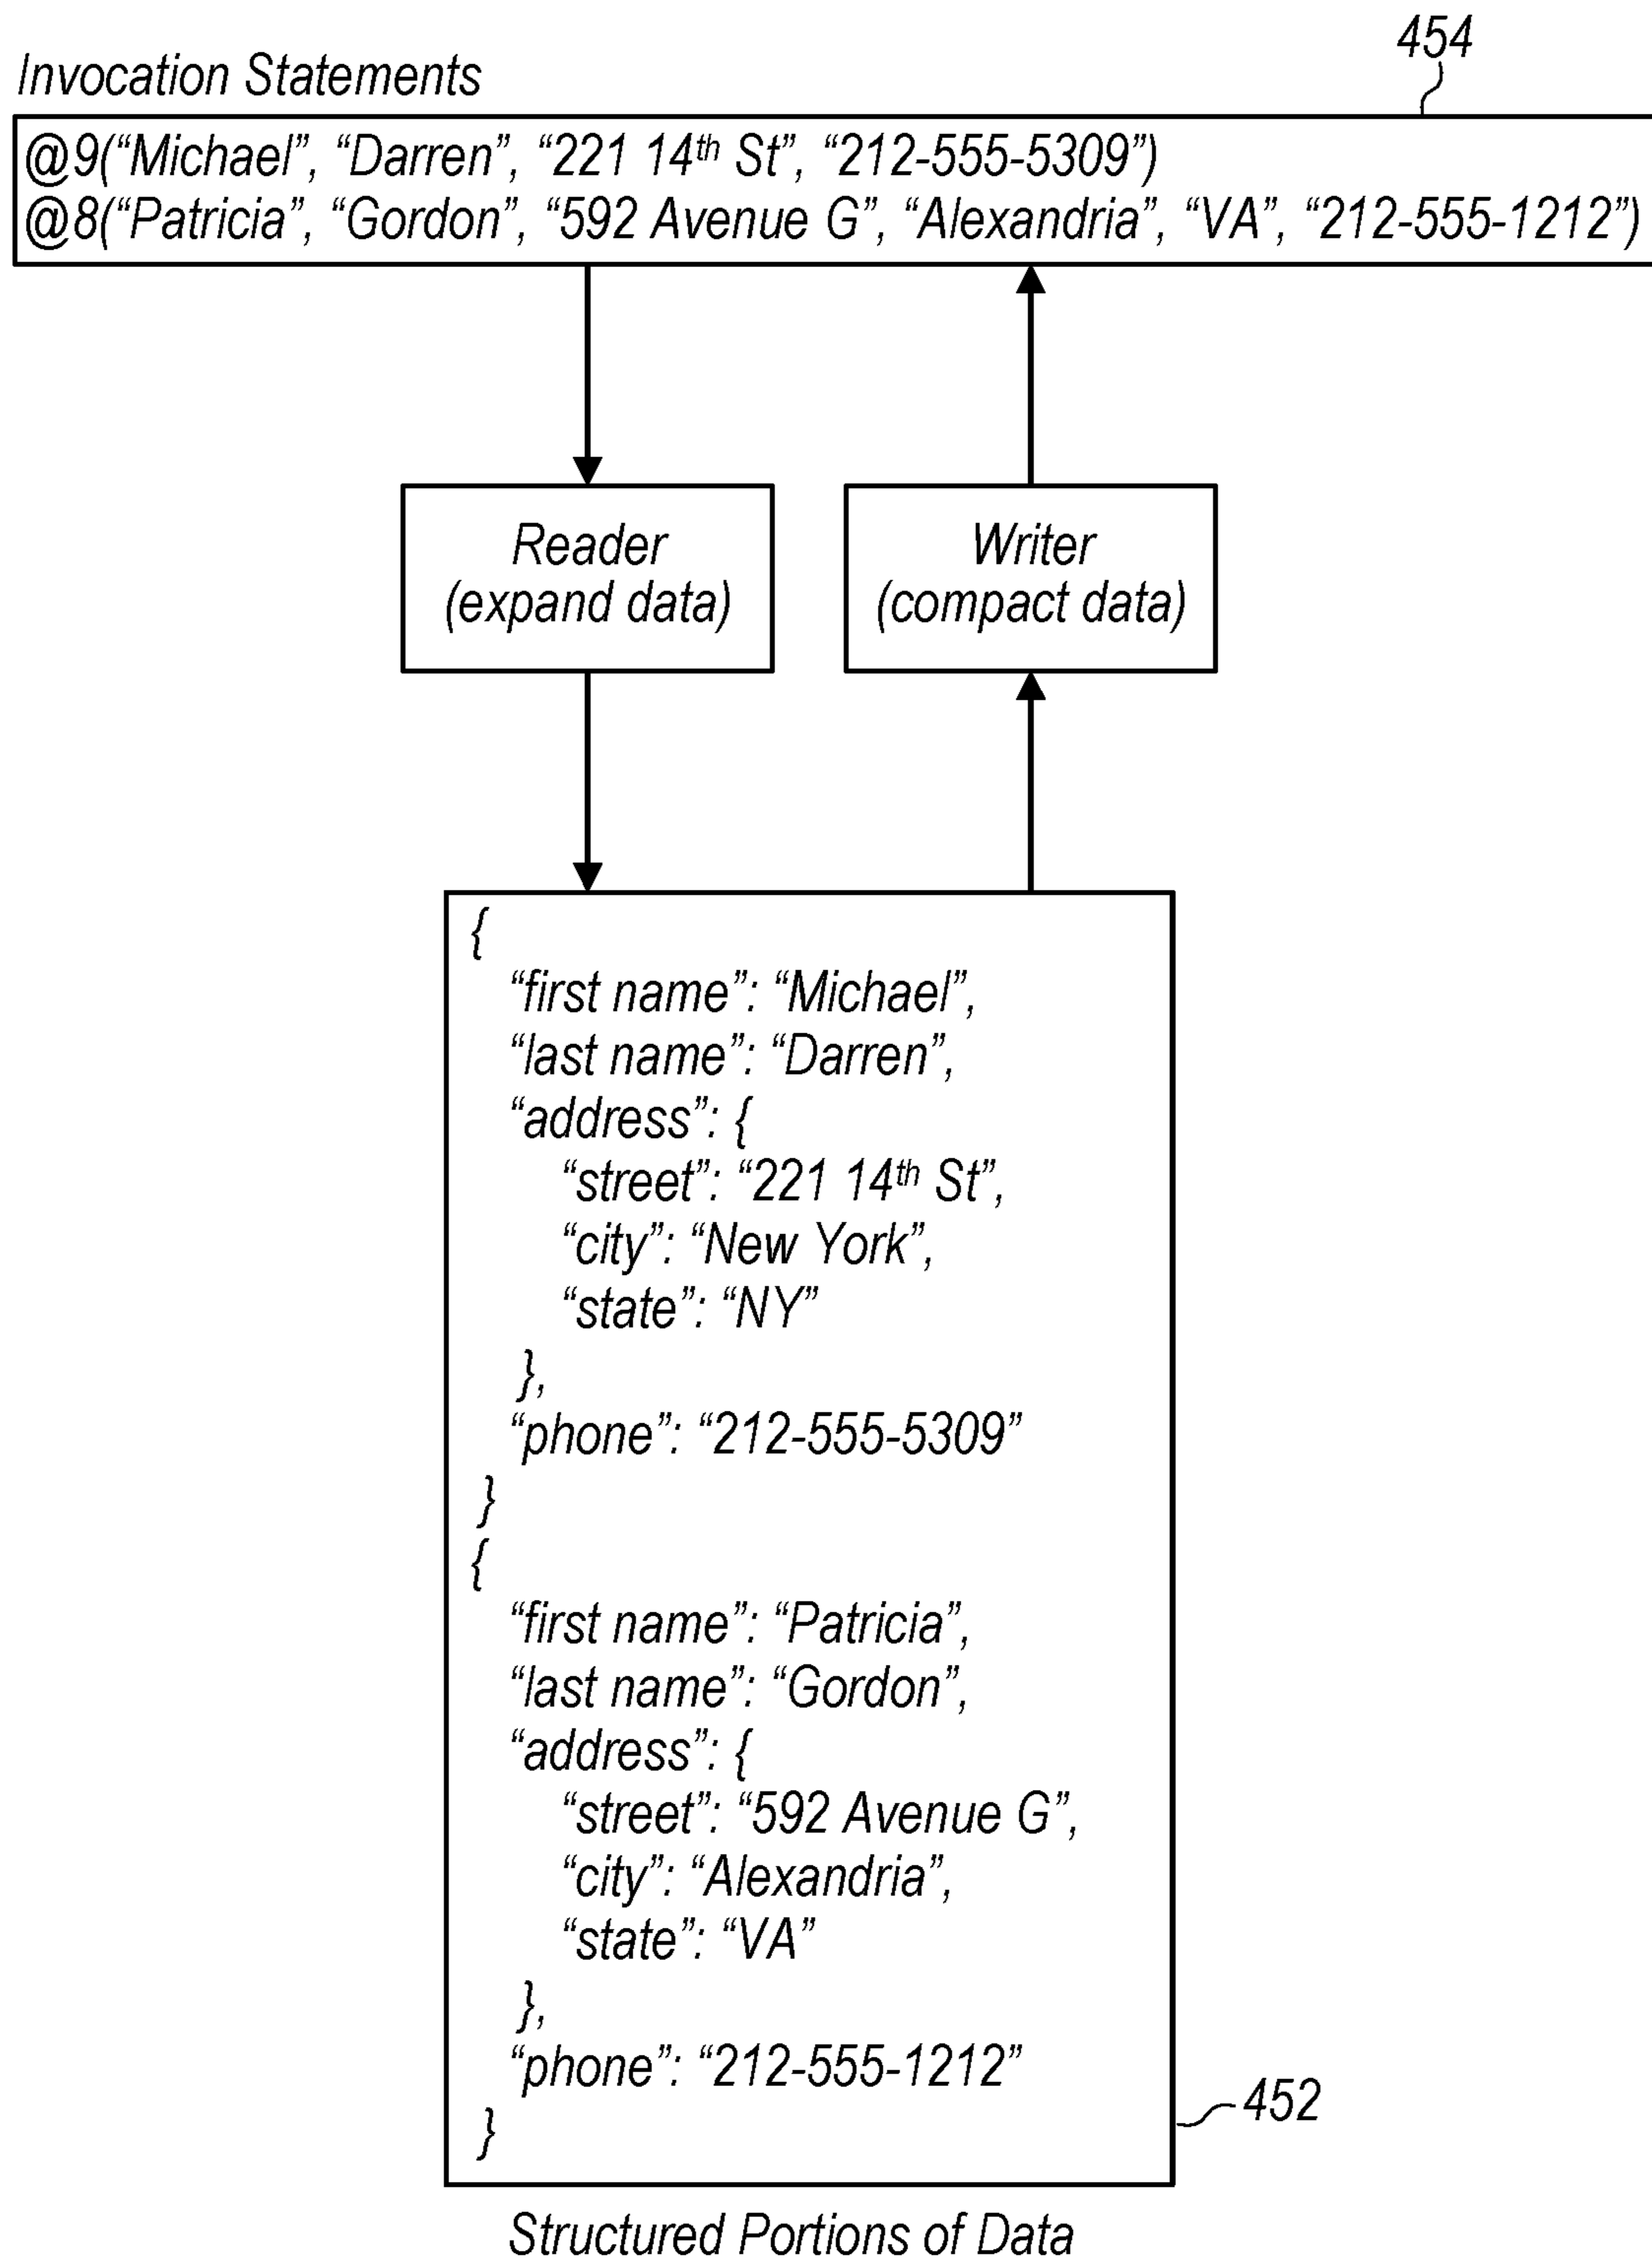 454
Invocation Statements
@9(“Michael”, “Darren”, “221 14th St”, “212-555-5309”)
@8(“Patricia”, “Gordon”, “592 Avenue G”, “Alexandria”, “VA”, “212-555-1212”)
Reader
(expand data)
Writer
(compact data)
{
“first name”: “Michael”,
“last name”: “Darren”,
“address”: {
“street”: “221 14th St”,
“city”: “New York”,
“state”: “NY”
},
“phone”: “212-555-5309”
}
{
“first name”: “Patricia”,
“last name”: “Gordon”,
“address”: {
“street”: “592 Avenue G”,
“city”: “Alexandria”,
“state”: “VA”
},
“phone”: “212-555-1212”
}
452
Structured Portions of Data